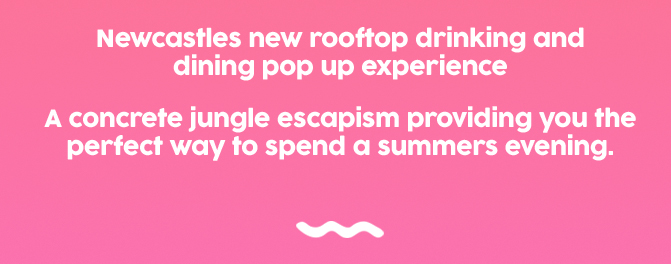 Newcastles new rooftop drinking and
dining pop up experience
A concrete jungle escapism providing you the
perfect way to spend a summers evening.